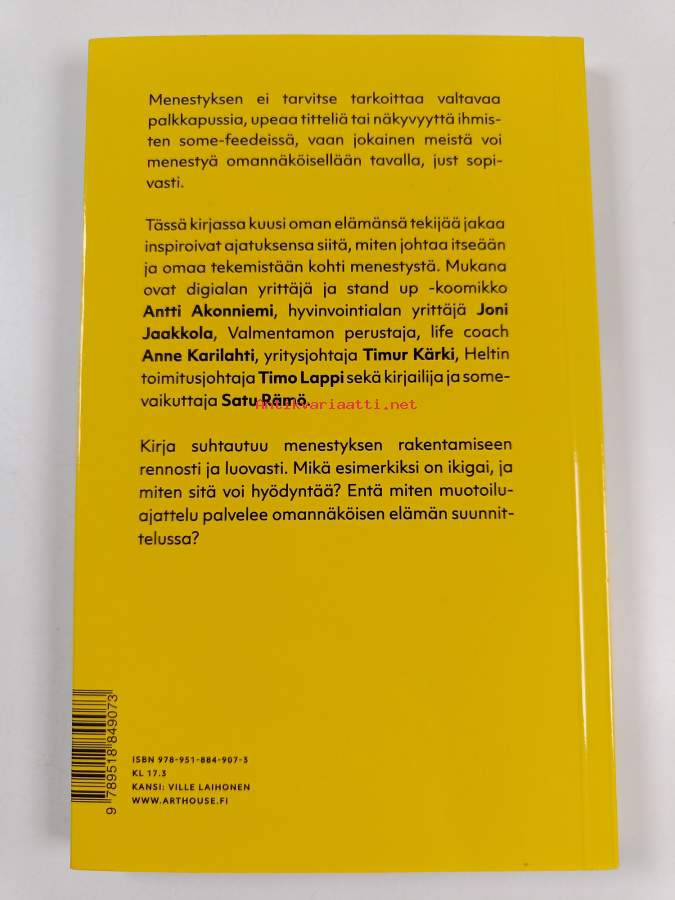 Menestyksen ei tarvitse tarkoittaa valtavaa
palkkapussia, upeaa titteliä tai näkyvyyttä ihmis-
ten some-feedeissä, vaan jokainen meistä voi
menestyä omannäköisellään tavalla, just sopi-
vasti.
Tässä kirjassa kuusi oman elämänsä tekijää jakaa
inspiroivat ajatuksensa siitä, miten johtaa itseään
ja omaa tekemistään kohti menestystä. Mukana
ovat digialan yrittäjä ja stand up -koomikko
Antti Akonniemi, hyvinvointialan yrittäjä Joni
Jaakkola, Valmentamon perustaja, life coach
Anne Karilahti, yritysjohtaja Timur Kärki, Heltin
toimitusjohtaja Timo Lappi sekä kirjailija ja some-
vaikuttaja Satu Rämö.
Antikvariaatti.net
Kirja suhtautuu menestyksen rakentamiseen
rennosti ja luovasti. Mikä esimerkiksi on ikigai, ja
miten sitä voi hyödyntää? Entä miten muotoilu-
ajattelu palvelee omannäköisen elämän suunnit-
telussa?
ISBN 978-951-884-907-3
KL 17.3
KANSI: VILLE LAIHONEN
WWW.ARTHOUSE.FI
9 789518 849073